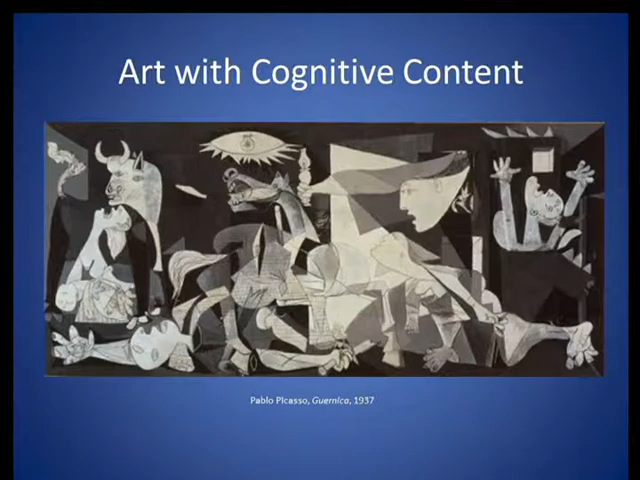 Art with Cognitive Content
Pablo Picasso, Guernica, 1937